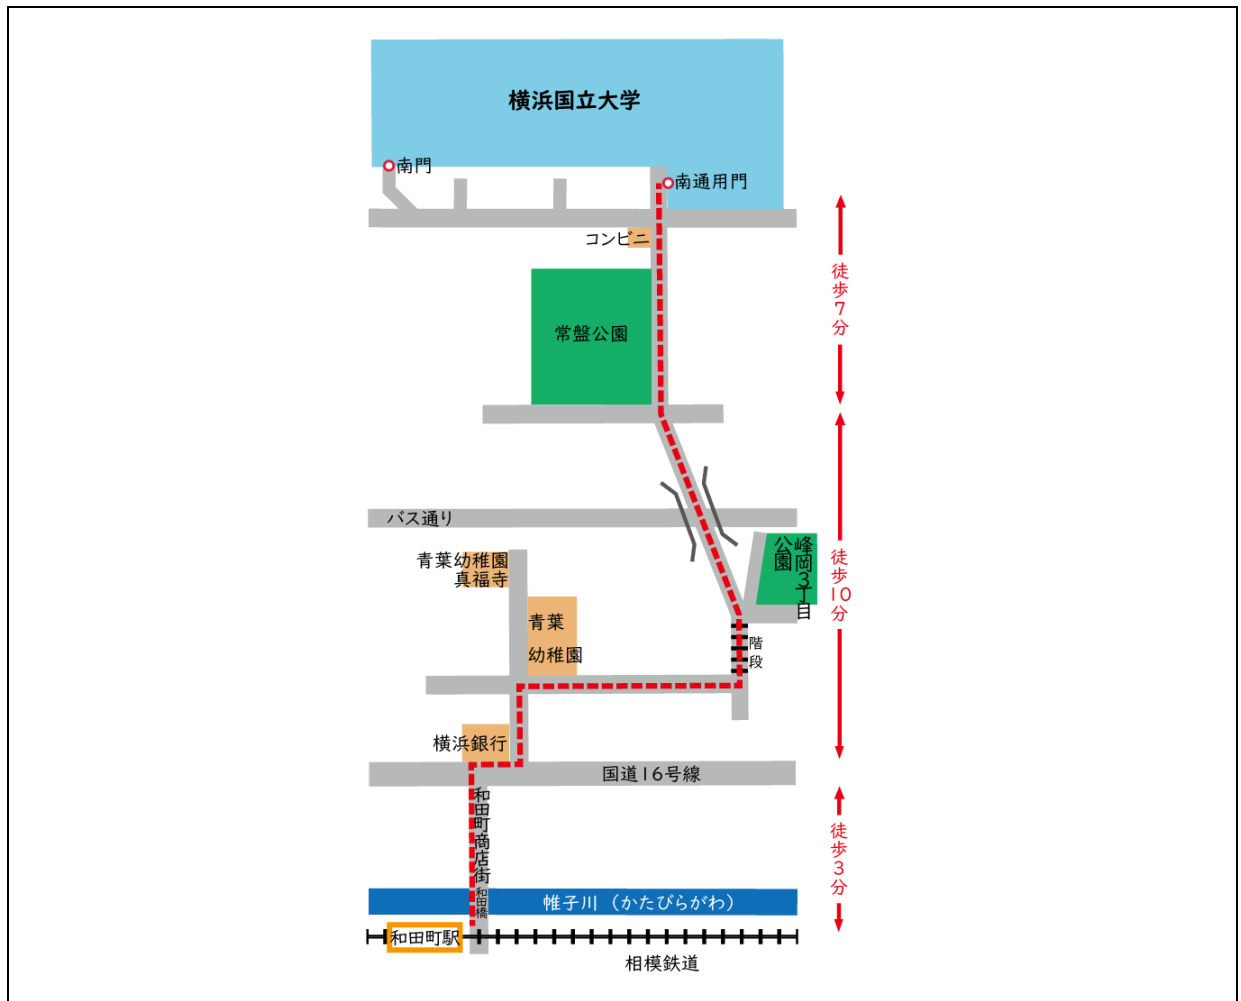 横浜国立大学
南門
南通用門
コンビニ
徒歩7分
常盤公園
バス通り
峰岡3丁目
公園
徒歩10分
青葉幼稚園
真福寺
青葉
幼稚園
階段
横浜銀行
国道16号線
和田町商店街
徒歩3分
和田橋
帷子川（かたびらがわ）
和田町駅
相模鉄道